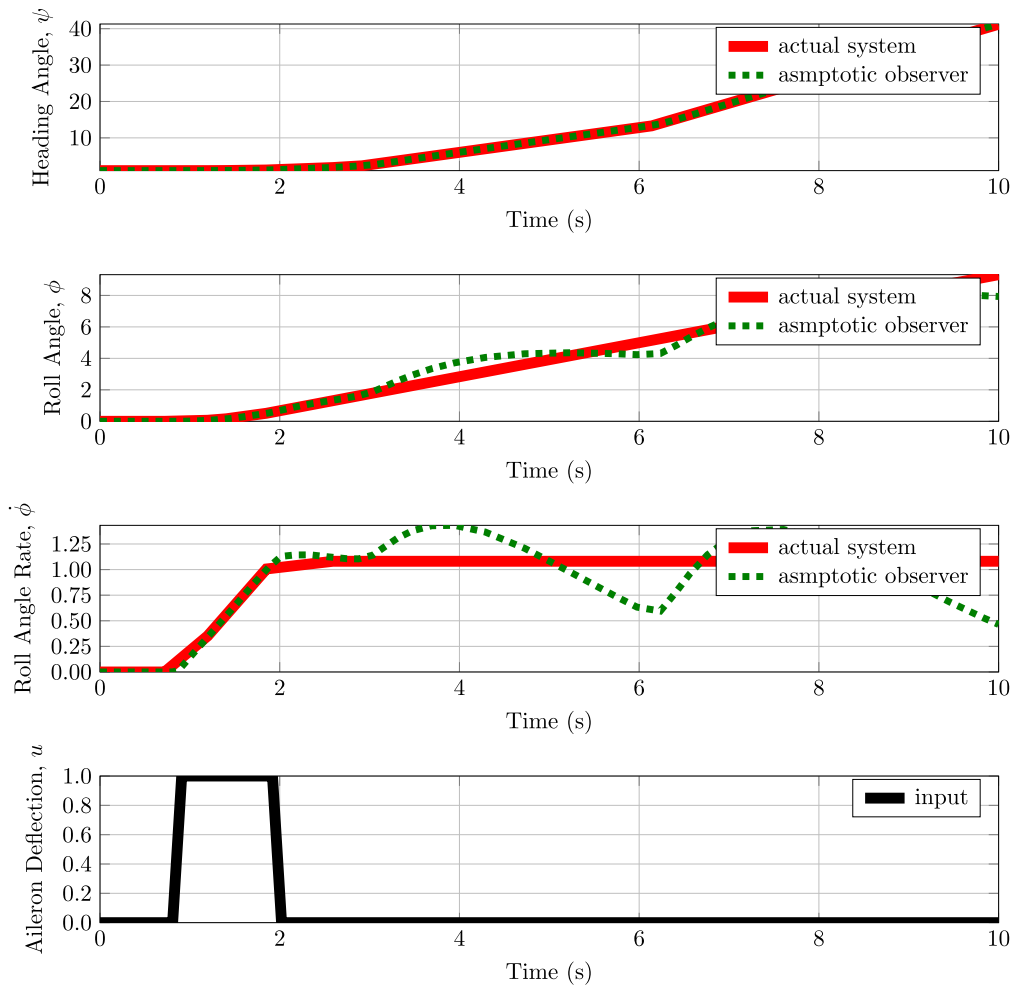 Heading Angle, ψ
40
30
20
10
actual system
asmptotic observer
0 2 4 6 8 10
Time (s)
Roll Angle, ϕ
8
6
4
2
0
actual system
asmptotic observer
0 2 4 6 8 10
Time (s)
Roll Angle Rate, ϕ̇
1.25
1.00
0.75
0.50
0.25
0.00
actual system
asmptotic observer
0 2 4 6 8 10
Time (s)
Aileron Deflection, u
1.0
0.8
0.6
0.4
0.2
0.0
input
0 2 4 6 8 10
Time (s)